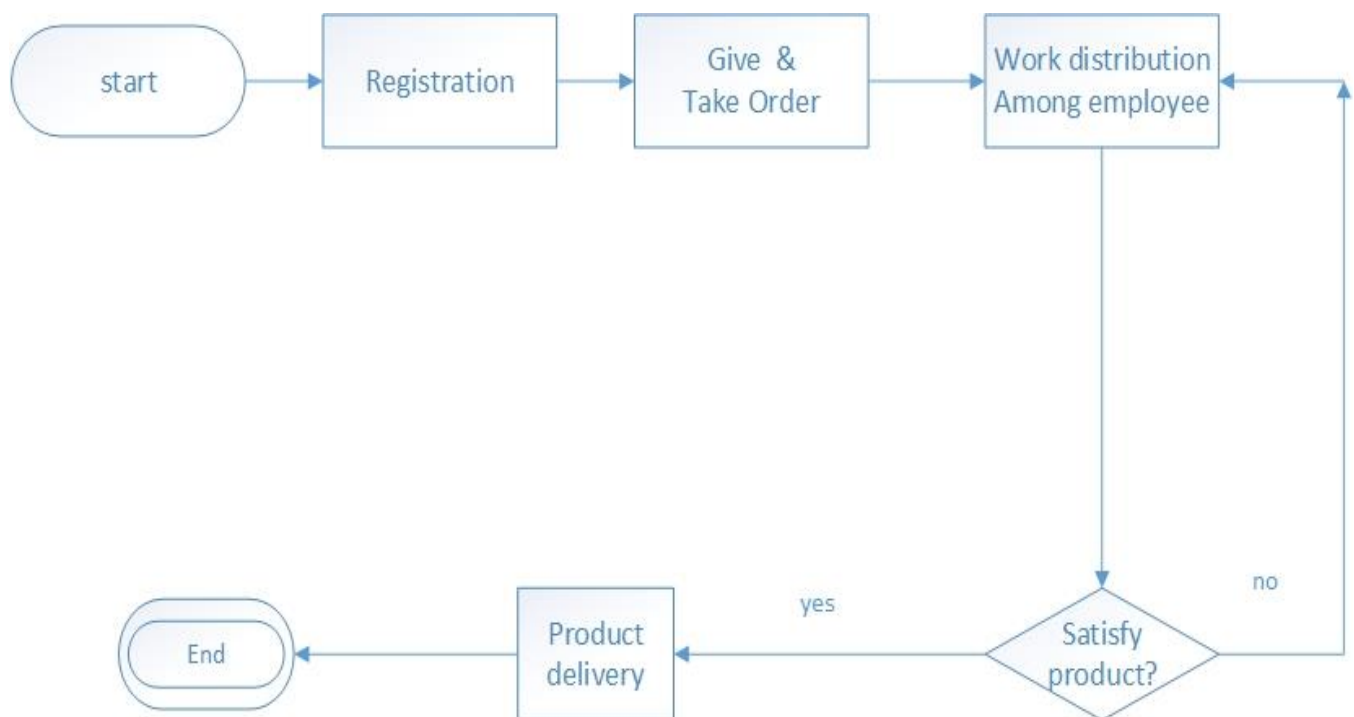 start
Registration
Give &
Take Order
Work distribution
Among employee
Satisfy
product?
no
yes
Product
delivery
End